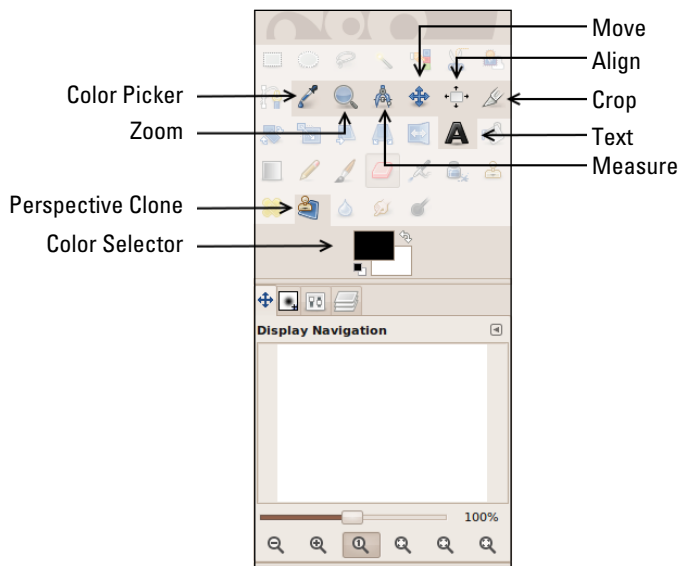 Move
Align
Color Picker
Crop
Zoom
Text
Measure
Perspective Clone
Color Selector
Display Navigation
100%